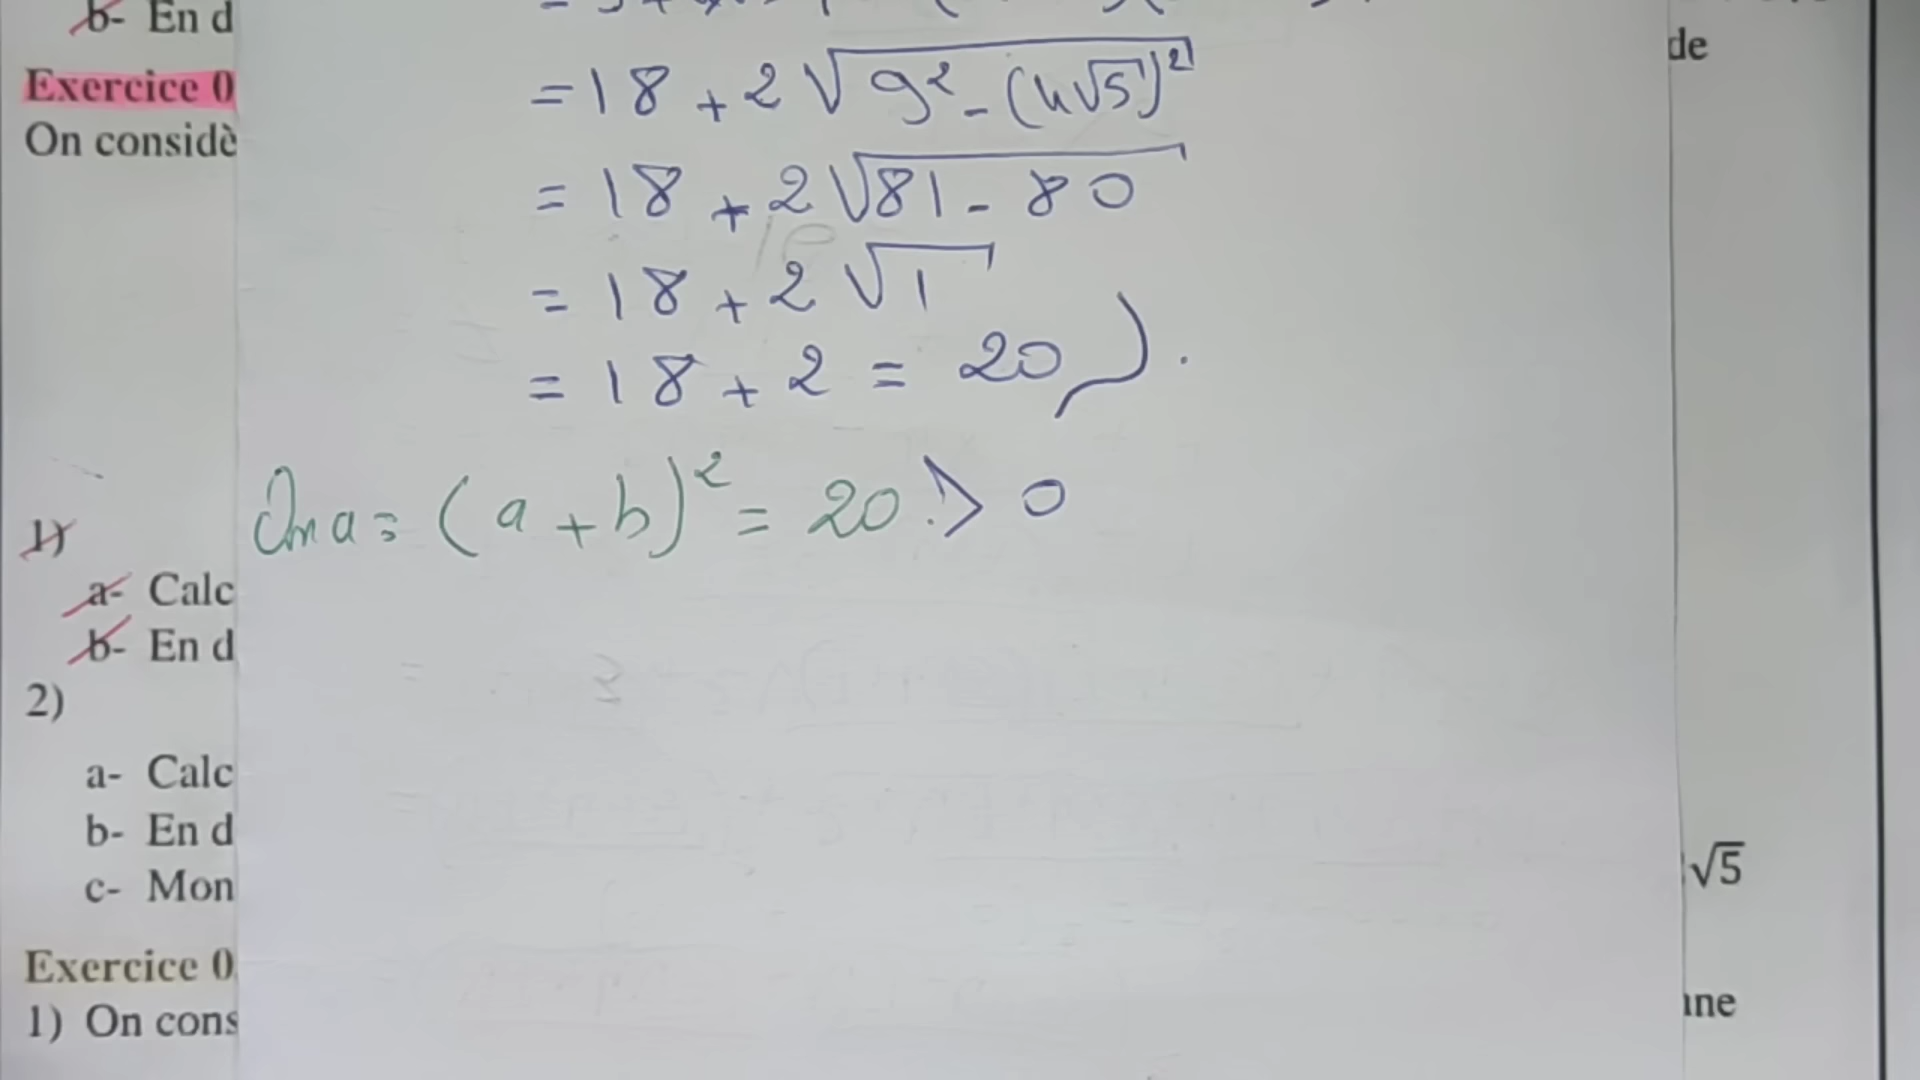 b- En d
de
Exercice 0
= 18 + 2√(9² - (4√5)²)
On considè
= 18 + 2√(81 - 80)
= 18 + 2√1
= 18 + 2 = 20
1)
On a: (a + b)² = 20 > 0
a- Calc
b- En d
2)
a- Calc
b- En d
c- Mon
√5
Exercice 0
1) On cons
ine